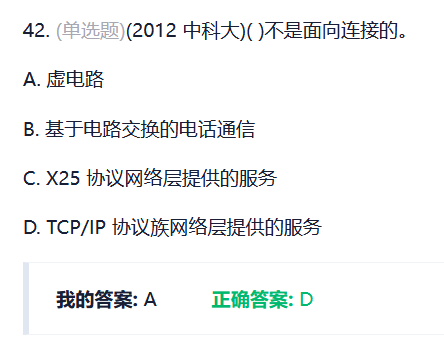 42. (单选题)(2012 中科大)( )不是面向连接的。
A. 虚电路
B. 基于电路交换的电话通信
C. X25 协议网络层提供的服务
D. TCP/IP 协议族网络层提供的服务
我的答案: A 正确答案: D